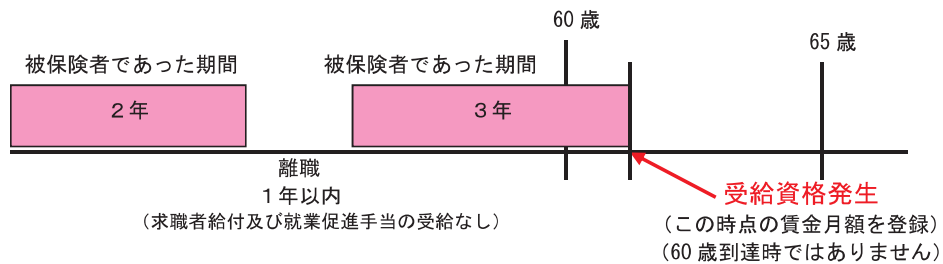 60 歳
65 歳
被保険者であった期間
被保険者であった期間
２年
３年
離職
１年以内
（求職者給付及び就業促進手当の受給なし）
受給資格発生
（この時点の賃金月額を登録）
（60 歳到達時ではありません）